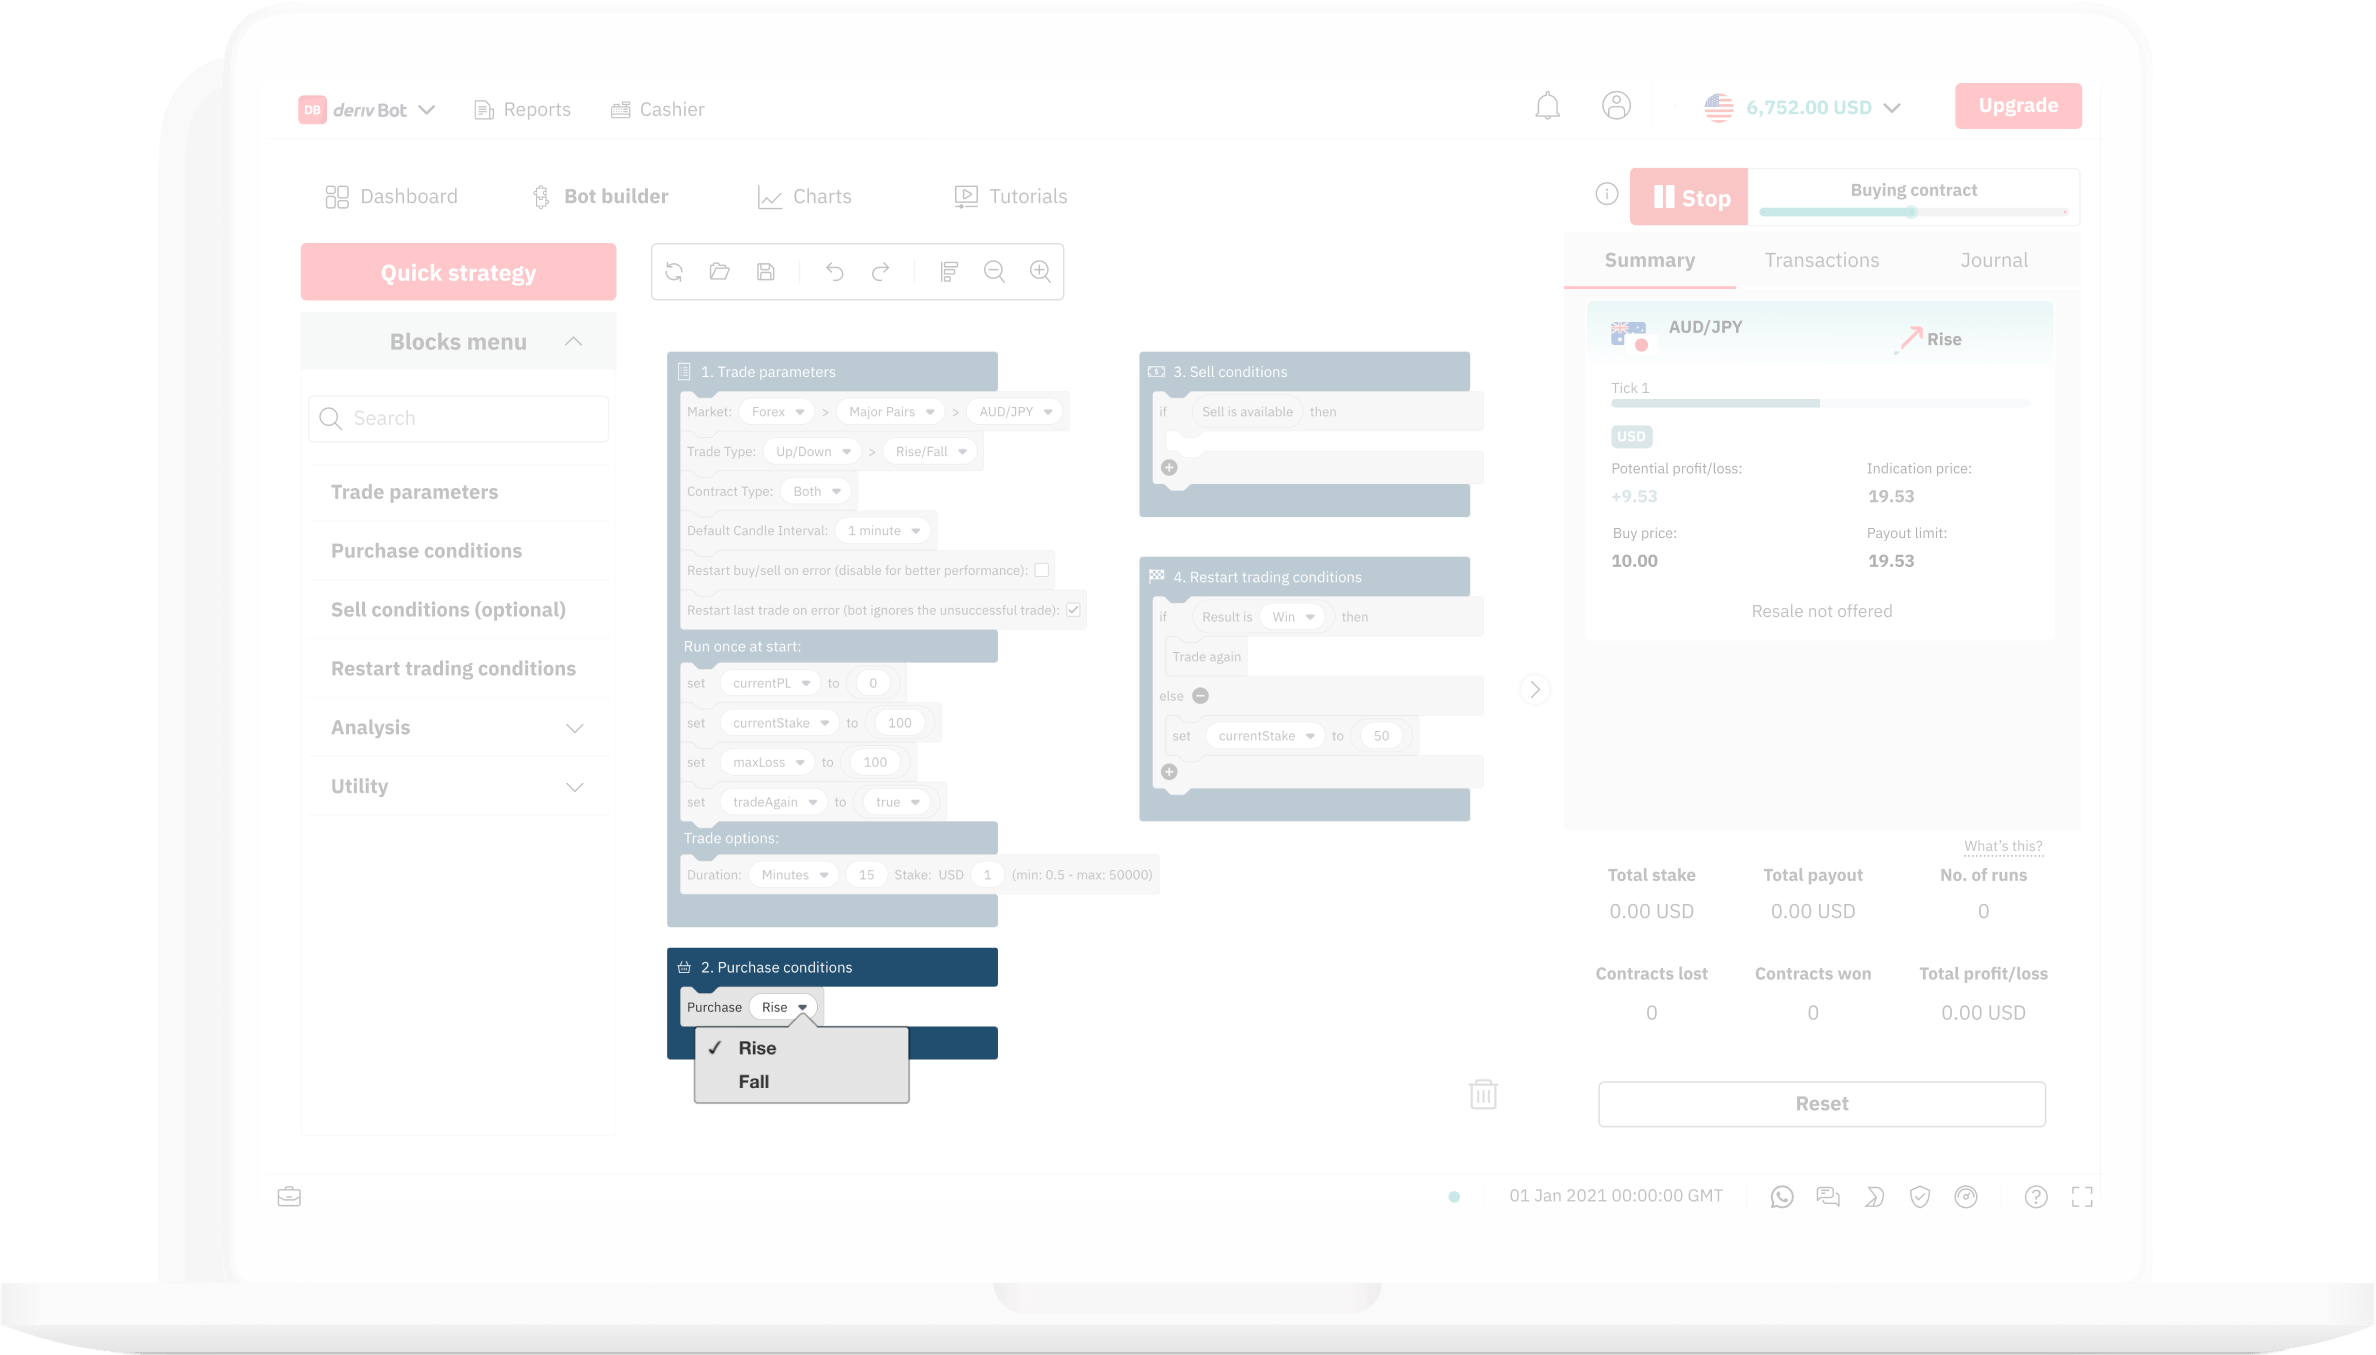 DB deriv Bot
Reports
Cashier
6,752.00 USD
Upgrade
Dashboard
Bot builder
Charts
Tutorials
Stop
Buying contract
Quick strategy
Blocks menu
Search
Trade parameters
Purchase conditions
Sell conditions (optional)
Restart trading conditions
Analysis
Utility
1. Trade parameters
Market: Forex > Major Pairs > AUD/JPY
Trade Type: Up/Down > Rise/Fall
Contract Type: Both
Default Candle Interval: 1 minute
Restart buy/sell on error (disable for better performance):
Restart last trade on error (bot ignores the unsuccessful trade):
Run once at start:
set currentPL to 0
set currentStake to 100
set maxLoss to 100
set tradeAgain to true
Trade options:
Duration: Minutes 15 Stake: USD 1 (min: 0.5 - max: 50000)
2. Purchase conditions
Purchase Rise
✓ Rise
Fall
3. Sell conditions
if Sell is available then
4. Restart trading conditions
if Result is Win then
Trade again
else
set currentStake to 50
Summary
Transactions
Journal
AUD/JPY
Rise
Tick 1
USD
Potential profit/loss: Indication price:
+9.53 19.53
Buy price: Payout limit:
10.00 19.53
Resale not offered
What's this?
Total stake Total payout No. of runs
0.00 USD 0.00 USD 0
Contracts lost Contracts won Total profit/loss
0 0 0.00 USD
Reset
01 Jan 2021 00:00:00 GMT